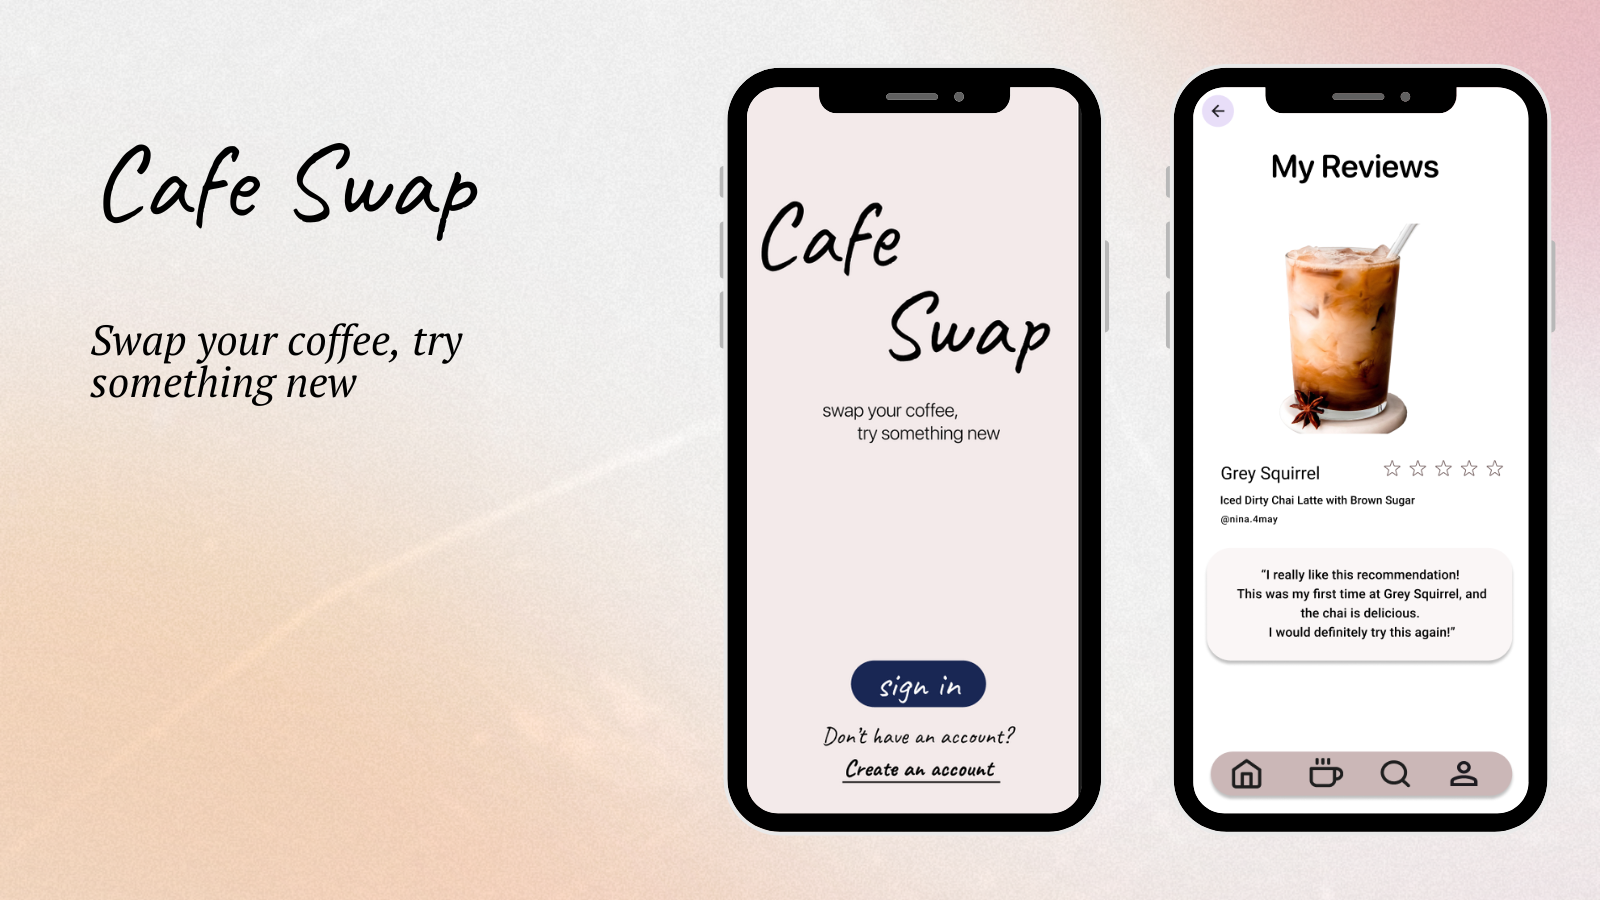 Cafe Swap
Swap your coffee, try
something new
Cafe
Swap
swap your coffee,
try something new
sign in
Don't have an account?
Create an account
My Reviews
Grey Squirrel
Iced Dirty Chai Latte with Brown Sugar
@nina.4may
“I really like this recommendation!
This was my first time at Grey Squirrel, and
the chai is delicious.
I would definitely try this again!”